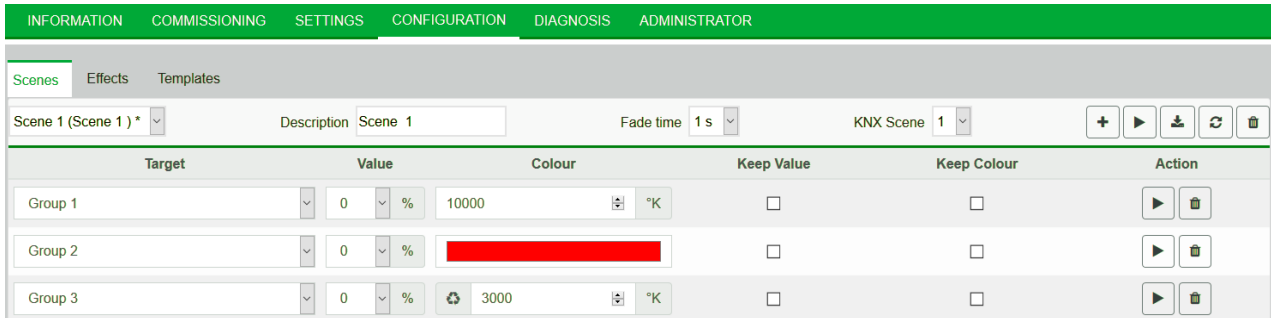 INFORMATION COMMISSIONING SETTINGS CONFIGURATION DIAGNOSIS ADMINISTRATOR
Scenes Effects Templates
Scene 1 (Scene 1 ) * Description Scene 1 Fade time 1 s KNX Scene 1
Target Value Colour Keep Value Keep Colour Action
Group 1 0 % 10000 °K
Group 2 0 %
Group 3 0 % 3000 °K